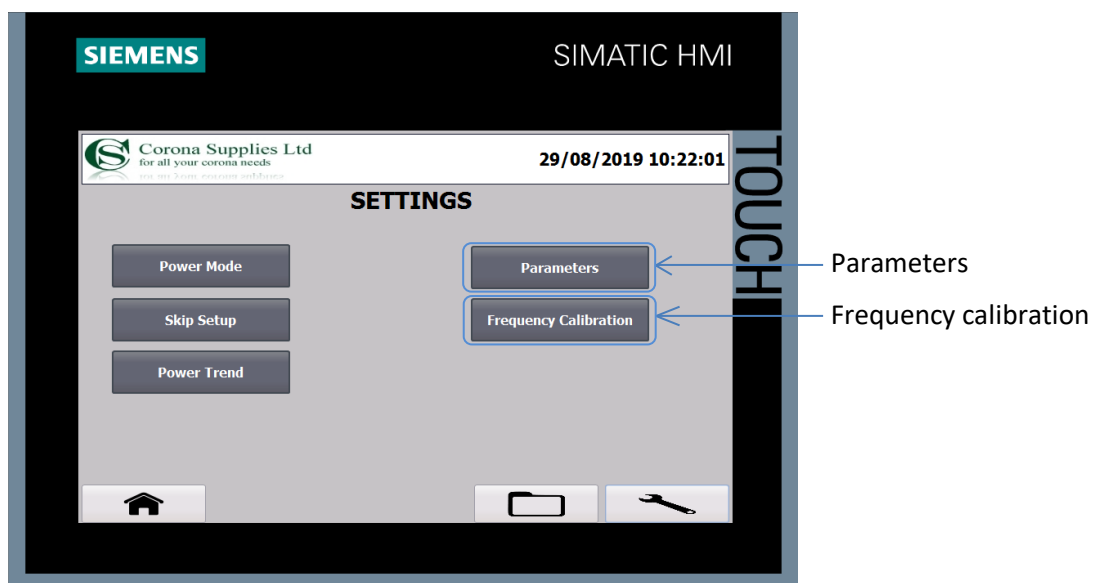 SIEMENS
SIMATIC HMI
TOUCH
Corona Supplies Ltd
for all your corona needs
29/08/2019 10:22:01
SETTINGS
Power Mode
Parameters
Parameters
Skip Setup
Frequency Calibration
Frequency calibration
Power Trend